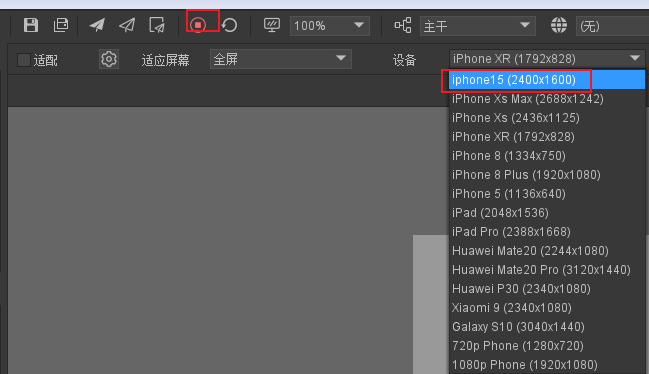 100% 主干 (无)
适配 适应屏幕 全屏 设备 iPhone XR (1792x828)
iphone15 (2400x1600)
iPhone Xs Max (2688x1242)
iPhone Xs (2436x1125)
iPhone XR (1792x828)
iPhone 8 (1334x750)
iPhone 8 Plus (1920x1080)
iPhone 5 (1136x640)
iPad (2048x1536)
iPad Pro (2388x1668)
Huawei Mate20 (2244x1080)
Huawei Mate20 Pro (3120x1440)
Huawei P30 (2340x1080)
Xiaomi 9 (2340x1080)
Galaxy S10 (3040x1440)
720p Phone (1280x720)
1080p Phone (1920x1080)